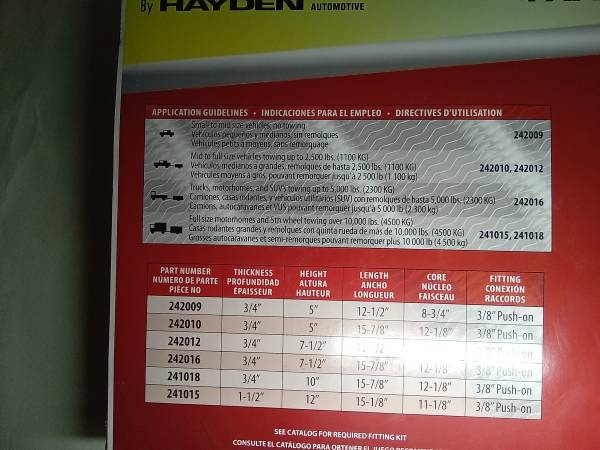 By HAYDEN AUTOMOTIVE
APPLICATION GUIDELINES • INDICACIONES PARA EL EMPLEO • DIRECTIVES D'UTILISATION
Small to mid size vehicles, no towing
Vehículos pequeños y medianos, sin remolques 242009
Véhicules petits à moyens, sans remorquage
Mid to full size vehicles towing up to 2,500 lbs. (1100 KG)
Vehículos medianos a grandes, remolques de hasta 2,500 lbs. (1100 KG) 242010, 242012
Véhicules moyens à gros, pouvant remorquer jusqu'à 2 500 lb (1 100 kg)
Trucks, motorhomes, and SUV's towing up to 5,000 lbs. (2300 KG)
Camiones, casas rodantes, y vehículos utilitarios (SUV) con remolques de hasta 5,000 lbs. (2300 KG) 242016
Camions, autocaravanes et VUS pouvant remorquer jusqu'à 5 000 lb (2 300 kg)
Full size motorhomes and 5th wheel towing over 10,000 lbs. (4500 KG)
Casas rodantes grandes y remolques con quinta rueda de más de 10,000 lbs. (4500 KG) 241015, 241018
Grosses autocaravanes et semi-remorques pouvant remorquer plus 10 000 lb (4 500 kg)
PART NUMBER THICKNESS HEIGHT LENGTH CORE FITTING
NÚMERO DE PARTE PROFUNDIDAD ALTURA ANCHO NÚCLEO CONEXIÓN
PIÈCE NO ÉPAISSEUR HAUTEUR LONGUEUR FAISCEAU RACCORDS
242009 3/4" 5" 12-1/2" 8-3/4" 3/8" Push-on
242010 3/4" 5" 15-7/8" 12-1/8" 3/8" Push-on
242012 3/4" 7-1/2"
242016 3/4" 7-1/2" 15-7/8" 12-1/8" 3/8" Push-on
241018 3/4" 10" 15-7/8" 12-1/8" 3/8" Push-on
241015 1-1/2" 12" 15-1/8" 11-1/8" 3/8" Push-on
SEE CATALOG FOR REQUIRED FITTING KIT
CONSULTE EL CATÁLOGO PARA OBTENER EL JUEGO